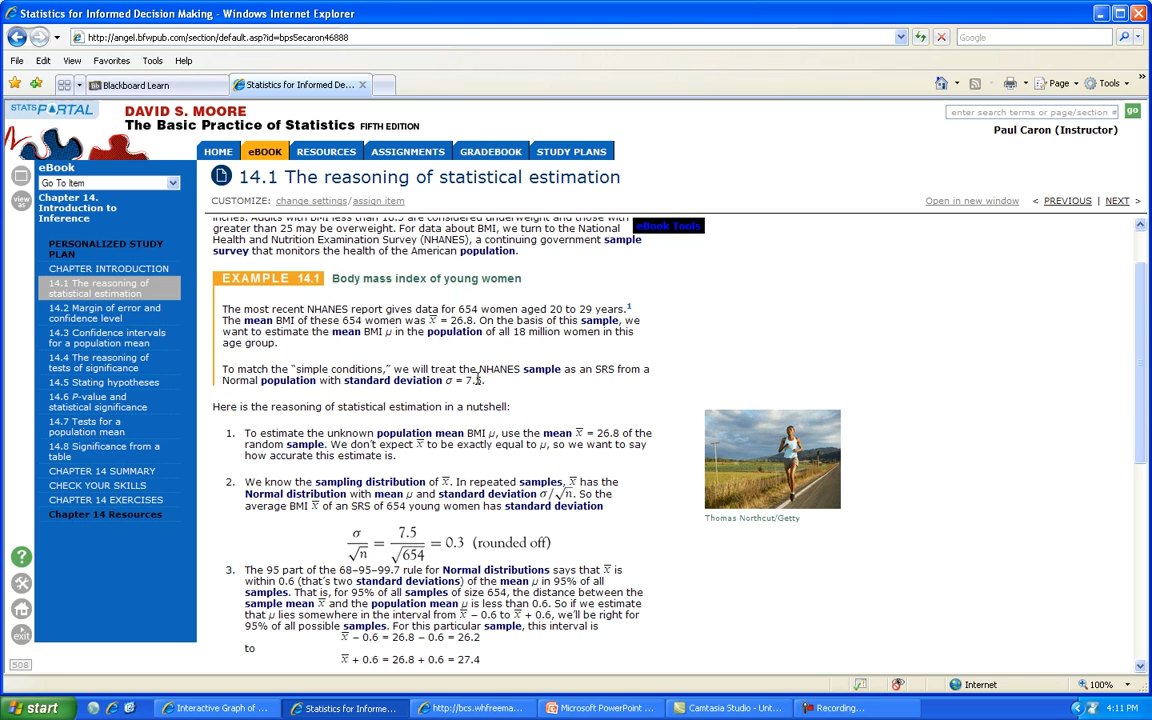 Statistics for Informed Decision Making - Windows Internet Explorer
http://angel.bfwpub.com/section/default.asp?id=bps5ecaron46888
Google
File Edit View Favorites Tools Help
Blackboard Learn
Statistics for Informed De...
Page
Tools
STATSPORTAL
DAVID S. MOORE
The Basic Practice of Statistics FIFTH EDITION
enter search terms or page/section #
go
Paul Caron (Instructor)
HOME eBOOK RESOURCES ASSIGNMENTS GRADEBOOK STUDY PLANS
view as
exit
508
eBook
Go To Item
Chapter 14.
Introduction to
Inference
PERSONALIZED STUDY
PLAN
CHAPTER INTRODUCTION
14.1 The reasoning of
statistical estimation
14.2 Margin of error and
confidence level
14.3 Confidence intervals
for a population mean
14.4 The reasoning of
tests of significance
14.5 Stating hypotheses
14.6 P-value and
statistical significance
14.7 Tests for a
population mean
14.8 Significance from a
table
CHAPTER 14 SUMMARY
CHECK YOUR SKILLS
CHAPTER 14 EXERCISES
Chapter 14 Resources
14.1 The reasoning of statistical estimation
CUSTOMIZE: change settings/assign item
Open in new window < PREVIOUS | NEXT >
eBook Tools
inches. Adults with BMI less than 18.5 are considered underweight and those with
greater than 25 may be overweight. For data about BMI, we turn to the National
Health and Nutrition Examination Survey (NHANES), a continuing government sample
survey that monitors the health of the American population.
EXAMPLE 14.1 Body mass index of young women
The most recent NHANES report gives data for 654 women aged 20 to 29 years.1
The mean BMI of these 654 women was x̅ = 26.8. On the basis of this sample, we
want to estimate the mean BMI μ in the population of all 18 million women in this
age group.
To match the “simple conditions,” we will treat the NHANES sample as an SRS from a
Normal population with standard deviation σ = 7.5.
Here is the reasoning of statistical estimation in a nutshell:
1. To estimate the unknown population mean BMI μ, use the mean x̅ = 26.8 of the
random sample. We don't expect x̅ to be exactly equal to μ, so we want to say
how accurate this estimate is.
2. We know the sampling distribution of x̅. In repeated samples, x̅ has the
Normal distribution with mean μ and standard deviation σ/√n. So the
average BMI x̅ of an SRS of 654 young women has standard deviation
σ/√n = 7.5/√654 = 0.3 (rounded off)
3. The 95 part of the 68–95–99.7 rule for Normal distributions says that x̅ is
within 0.6 (that's two standard deviations) of the mean μ in 95% of all
samples. That is, for 95% of all samples of size 654, the distance between the
sample mean x̅ and the population mean μ is less than 0.6. So if we estimate
that μ lies somewhere in the interval from x̅ − 0.6 to x̅ + 0.6, we'll be right for
95% of all possible samples. For this particular sample, this interval is
x̅ − 0.6 = 26.8 − 0.6 = 26.2
to
x̅ + 0.6 = 26.8 + 0.6 = 27.4
Thomas Northcut/Getty
Internet
100%
start
Interactive Graph of ...
Statistics for Informe...
http://bcs.whfreema...
Microsoft PowerPoint ...
Camtasia Studio - Unt...
Recording...
4:11 PM